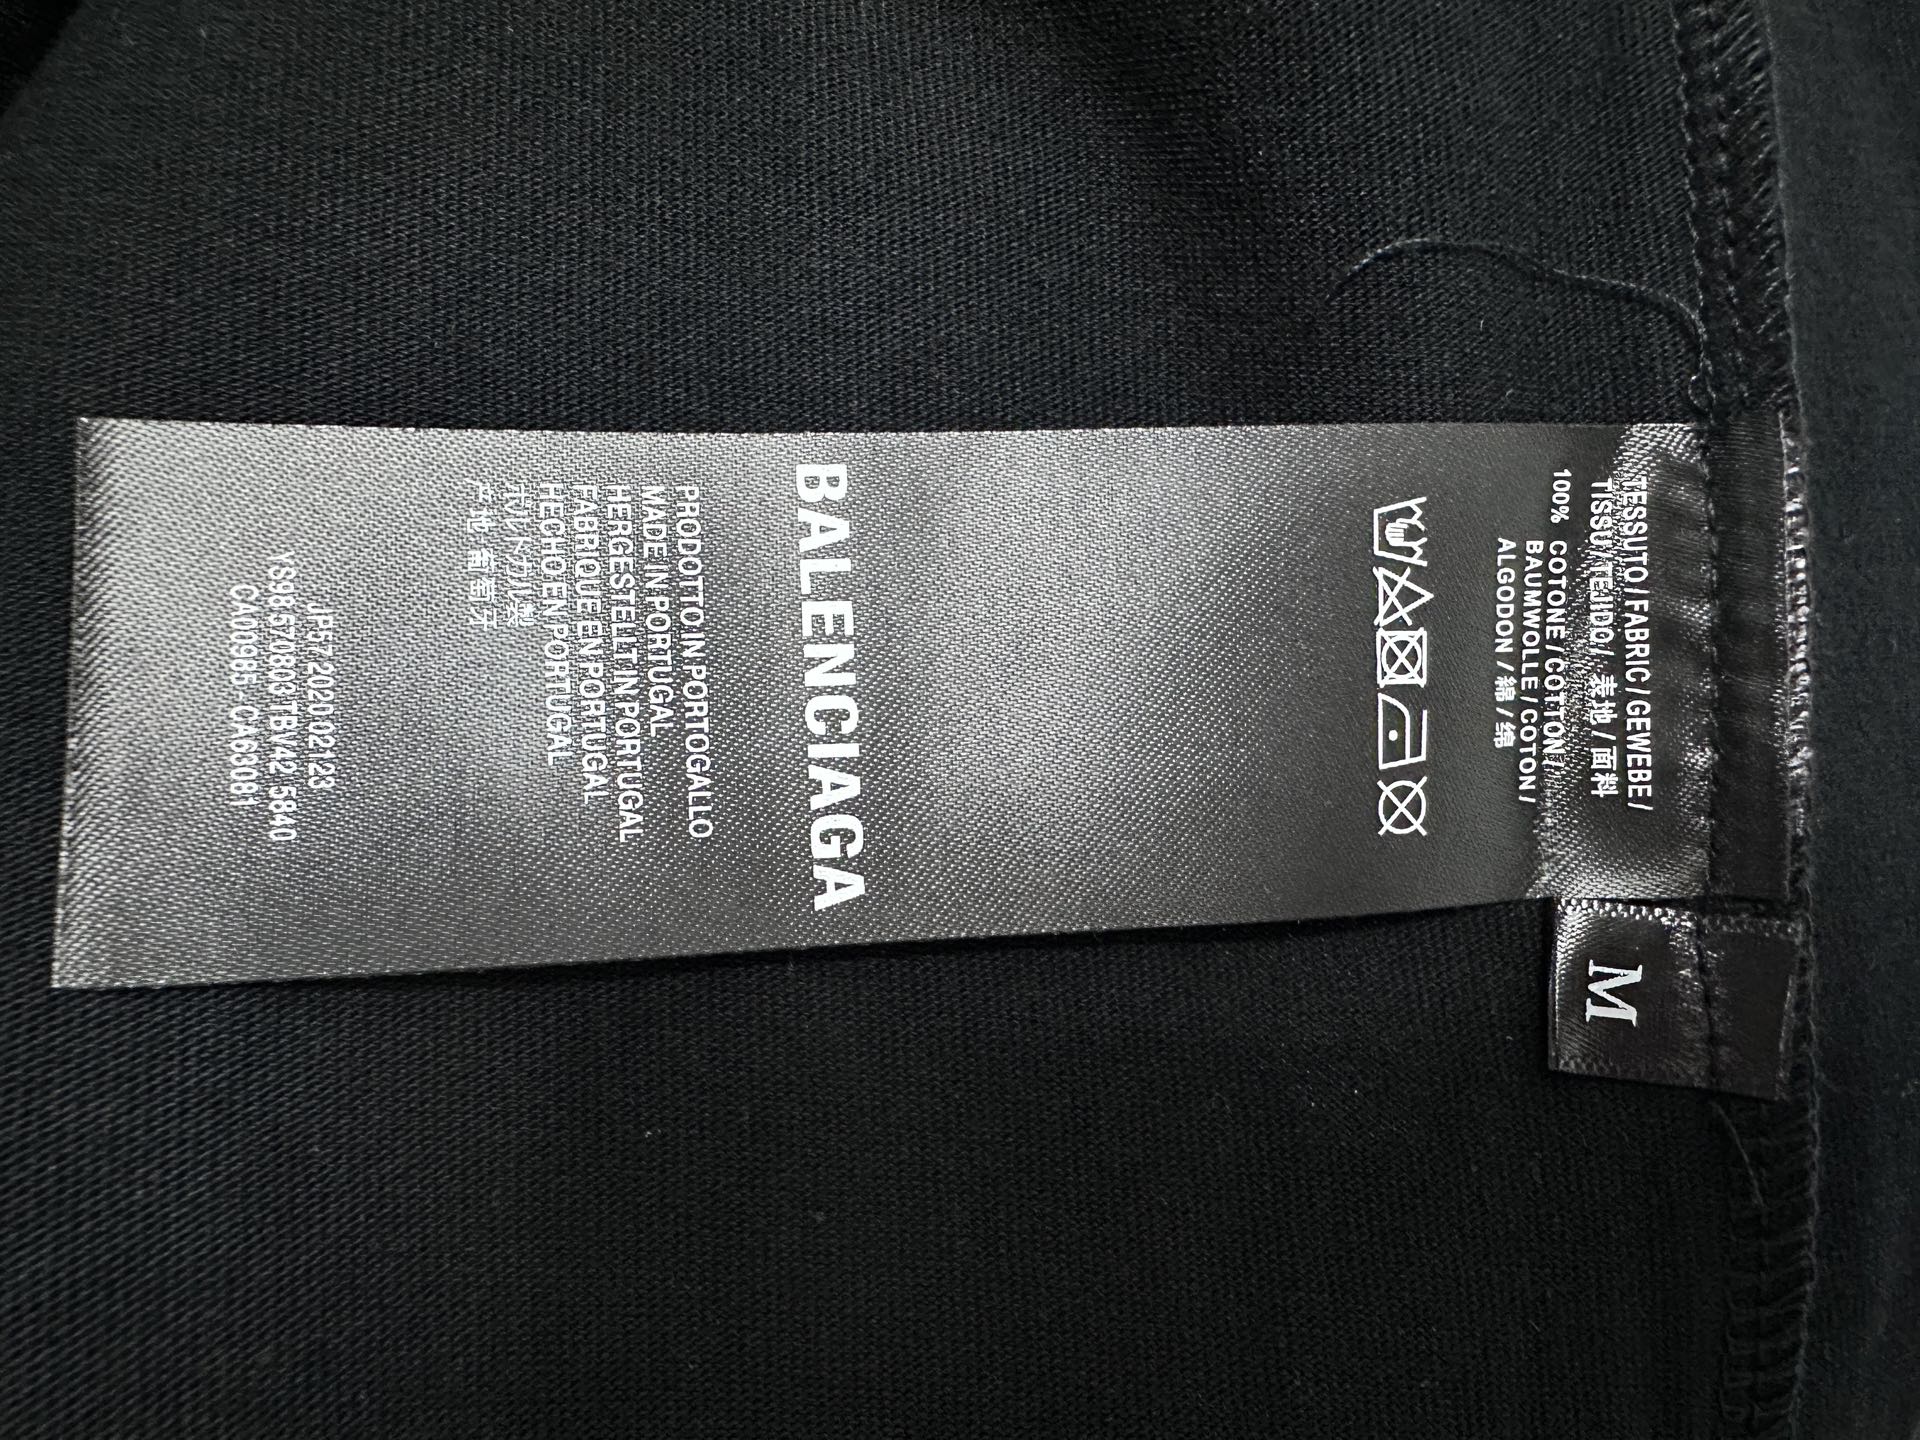 TESSUTO / FABRIC / GEWEBE /
TISSU / TEJIDO / 表地 / 面料
100% COTONE / COTTON /
BAUMWOLLE / COTON /
ALGODON / 綿 / 绵
BALENCIAGA
PRODOTTO IN PORTOGALLO
MADE IN PORTUGAL
HERGESTELLT IN PORTUGAL
FABRIQUE EN PORTUGAL
HECHO EN PORTUGAL
ポルトガル製
产地 葡萄牙
JP57 2020 02123
YS98 570803 TBV42 5840
CA00985 - CA63081
M